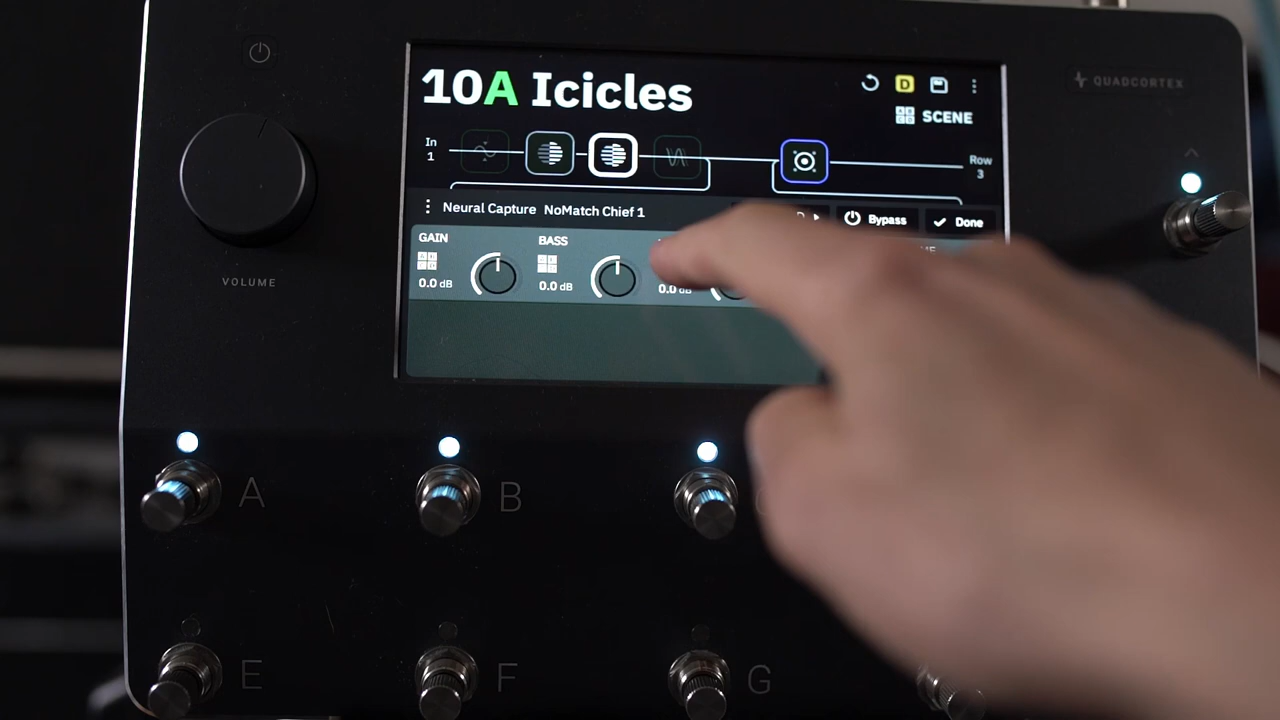 10A Icicles
D
SCENE
QUADCORTEX
In
1
Row
3
Neural Capture NoMatch Chief 1
Bypass
Done
GAIN
0.0 dB
BASS
0.0 dB
0.0 dB
VOLUME
A
B
E
F
G